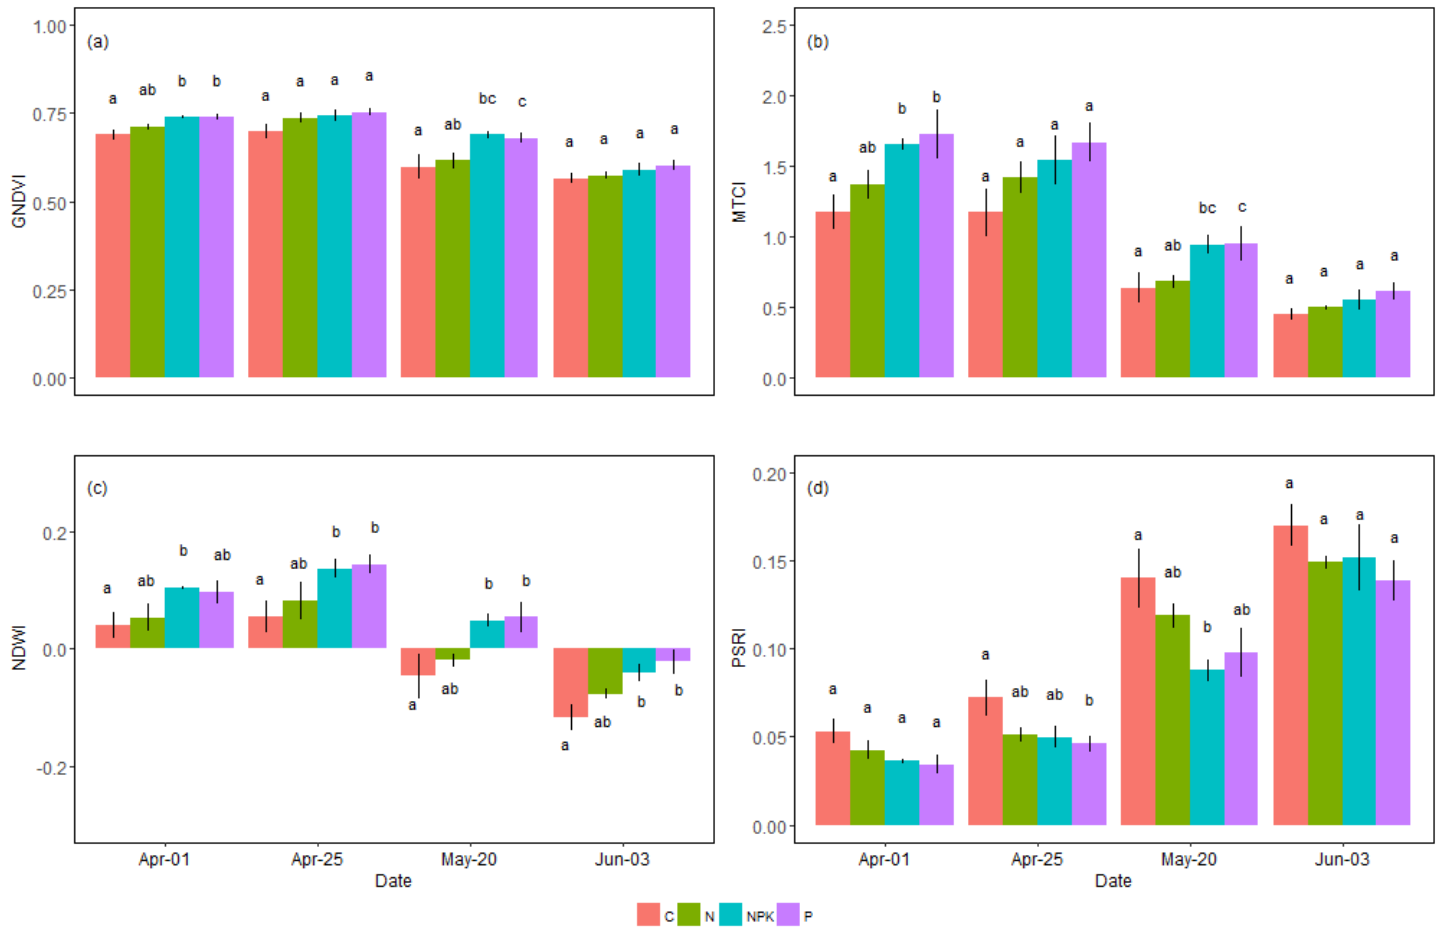 (a)
1.00
0.75
0.50
0.25
0.00
GNDVI
a ab b b a a a a a ab bc c a a a a
(b)
2.5
2.0
1.5
1.0
0.5
0.0
MTCI
a ab b b a a a a a ab bc c a a a a
(c)
0.2
0.0
-0.2
NDWI
a ab b ab a ab b b a ab b b a ab b b
Apr-01 Apr-25 May-20 Jun-03
Date
(d)
0.20
0.15
0.10
0.05
0.00
PSRI
a a a a a ab ab b a ab b ab a a a a
Apr-01 Apr-25 May-20 Jun-03
Date
C N NPK P